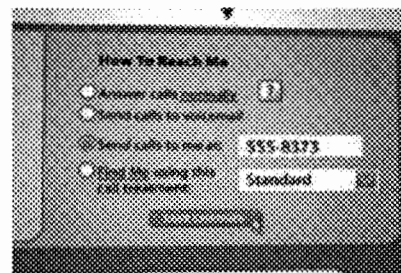 How To Reach Me
Answer calls normally ?
Send calls to voicemail
Send calls to me at: 555-8373
Find Me using this Standard
call treatment: